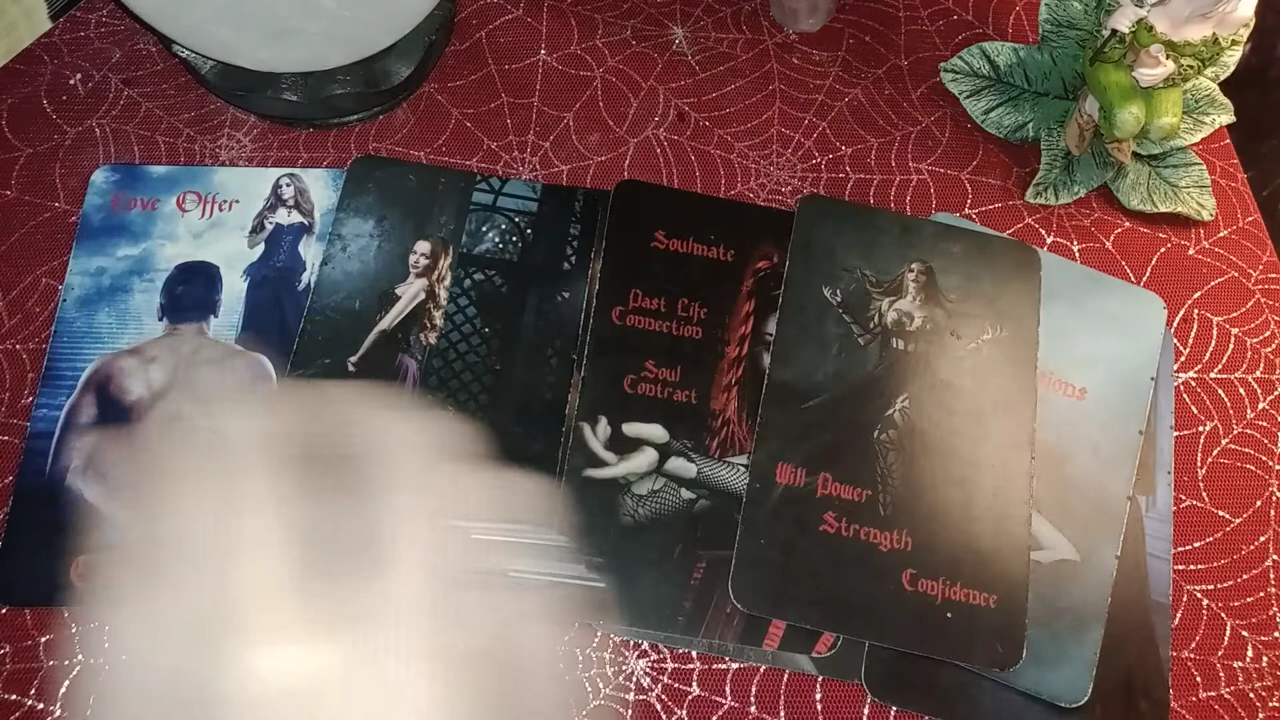 Love Offer
Soulmate
Past Life
Connection
Soul
Contract
Will Power
Strength
Confidence